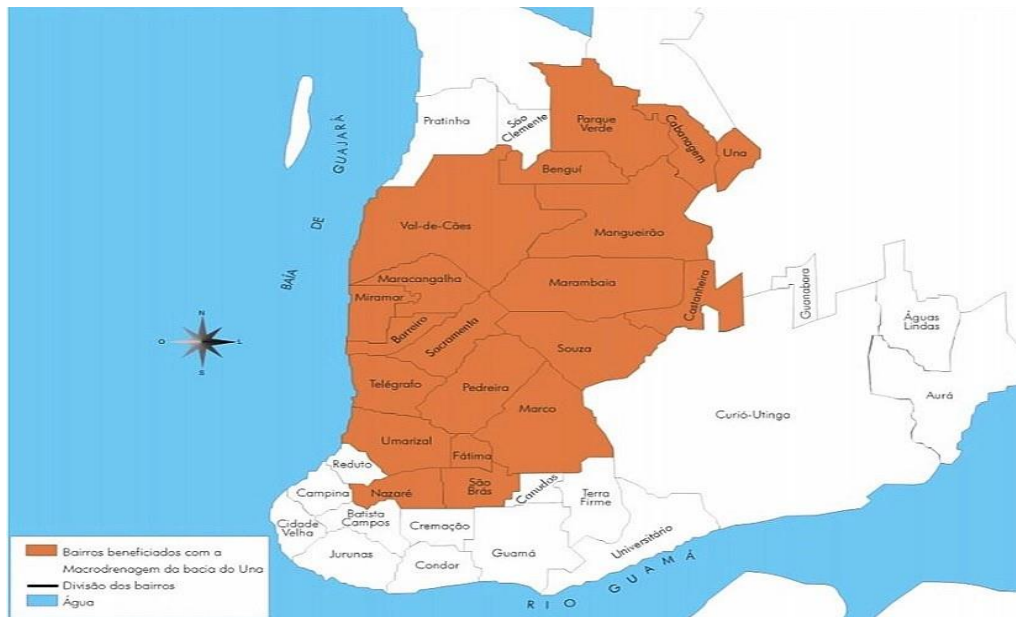 Pratinha
São
Clemente
Parque
Verde
Cabanagem
Una
BAÍA DE GUAJARÁ
Benguí
Val-de-Cães
Mangueirão
Maracangalha
Marambaia
Castanheira
Guanabara
Miramar
Barreiro
Sacramenta
Águas
Lindas
N
O
L
S
Souza
Telégrafo
Pedreira
Marco
Curió-Utinga
Aurá
Umarizal
Fátima
Reduto
São
Brás
Nazaré
Canudos
Terra
Firme
Campina
Batista
Campos
Cidade
Velha
Cremação
Universitário
Jurunas
Condor
Guamá
RIO GUAMÁ
Bairros beneficiados com a
Macrodrenagem da bacia do Una
Divisão dos bairros
Água